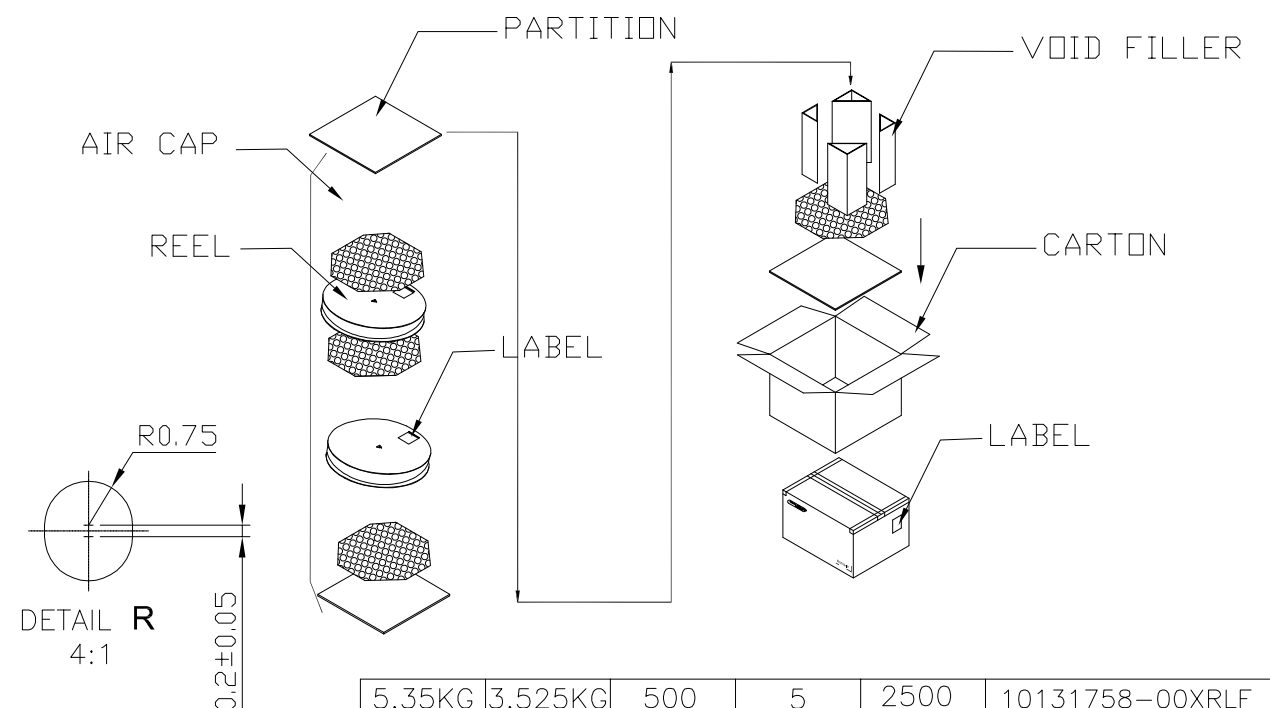 PARTITION
VOID FILLER
AIR CAP
REEL
CARTON
LABEL
R0.75
LABEL
DETAIL R
4:1
0.2±0.05
5.35KG 3.525KG 500 5 2500 10131758-00XRLF